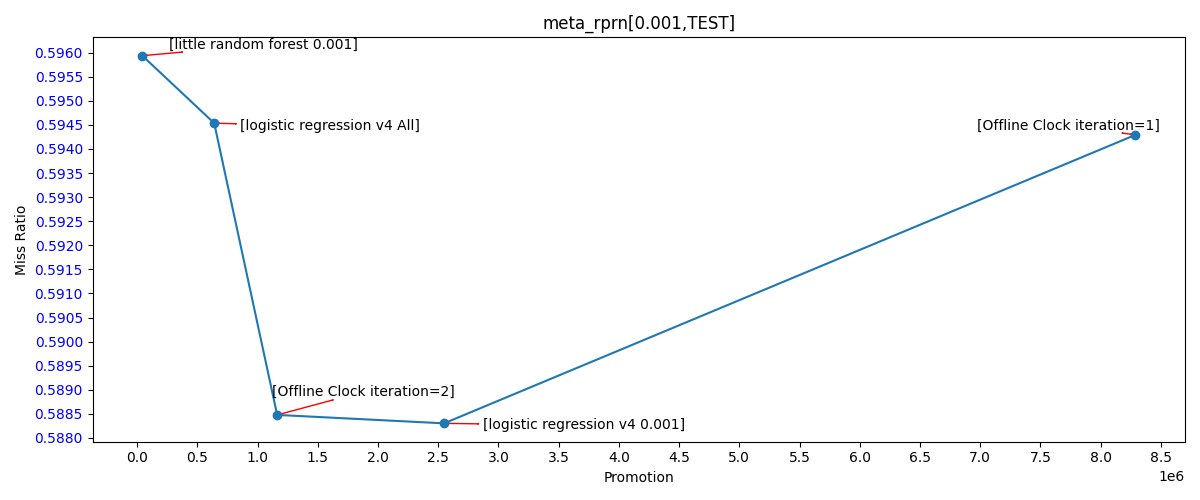 meta_rprn[0.001,TEST]
Miss Ratio
0.5960
0.5955
0.5950
0.5945
0.5940
0.5935
0.5930
0.5925
0.5920
0.5915
0.5910
0.5905
0.5900
0.5895
0.5890
0.5885
0.5880
[little random forest 0.001]
[logistic regression v4 All]
[Offline Clock iteration=1]
[Offline Clock iteration=2]
[logistic regression v4 0.001]
0.0 0.5 1.0 1.5 2.0 2.5 3.0 3.5 4.0 4.5 5.0 5.5 6.0 6.5 7.0 7.5 8.0 8.5
1e6
Promotion